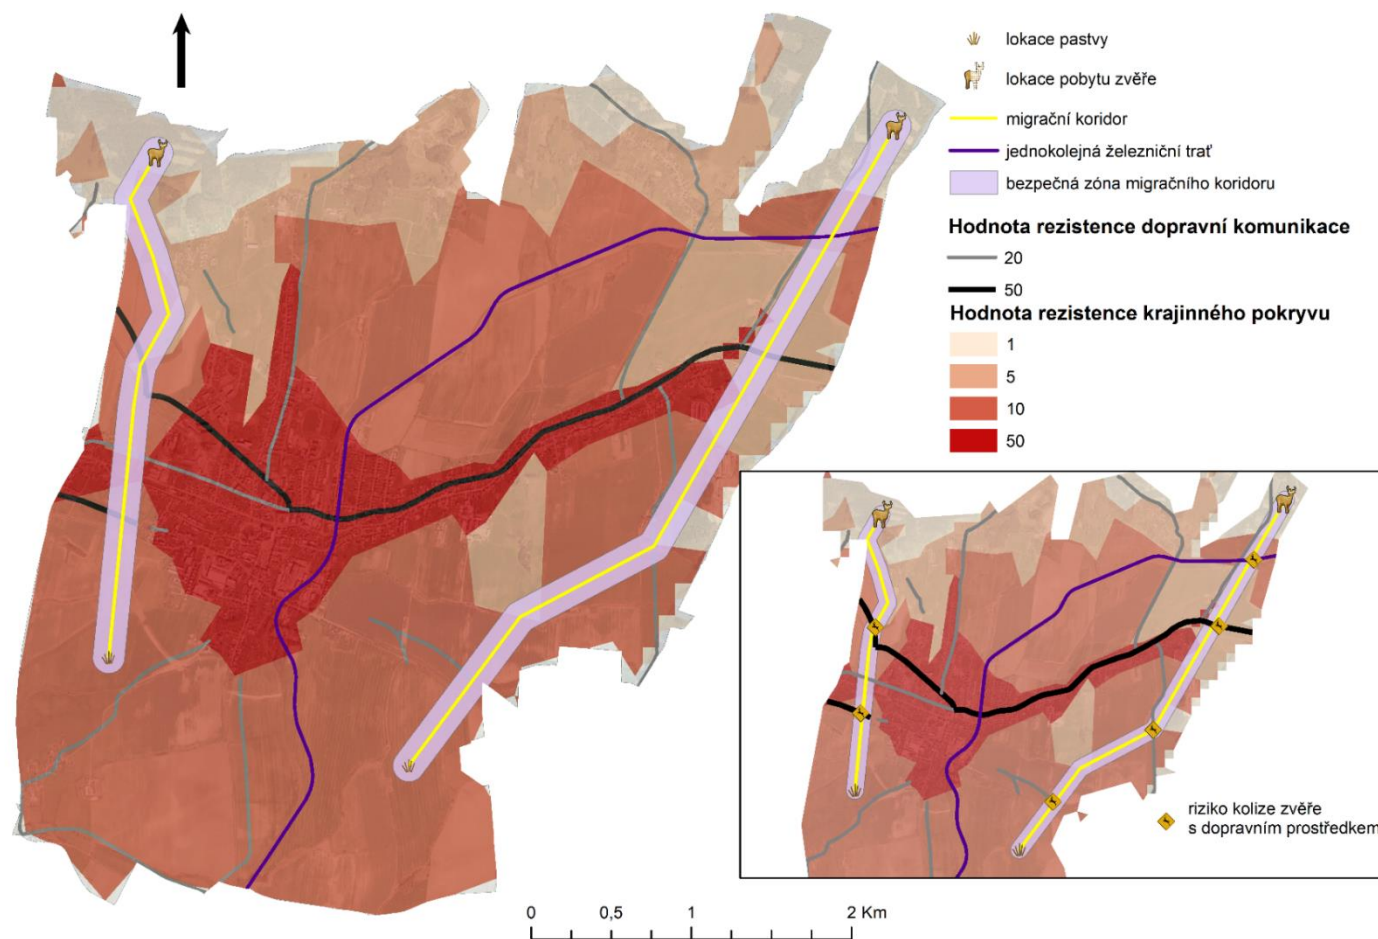 lokace pastvy
lokace pobytu zvěře
migrační koridor
jednokolejná železniční trať
bezpečná zóna migračního koridoru
Hodnota rezistence dopravní komunikace
20
50
Hodnota rezistence krajinného pokryvu
1
5
10
50
riziko kolize zvěře
s dopravním prostředkem
0 0,5 1 2 Km